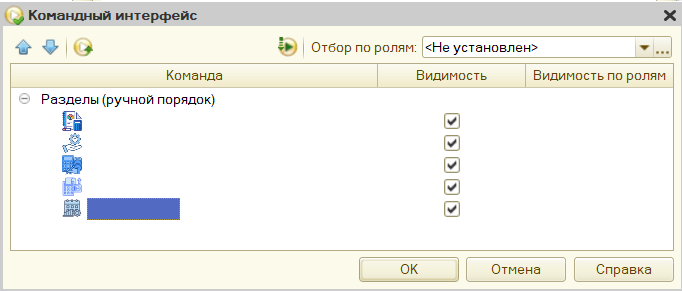 Командный интерфейс
Отбор по ролям: <Не установлен>
Команда Видимость Видимость по ролям
Разделы (ручной порядок)
OK Отмена Справка